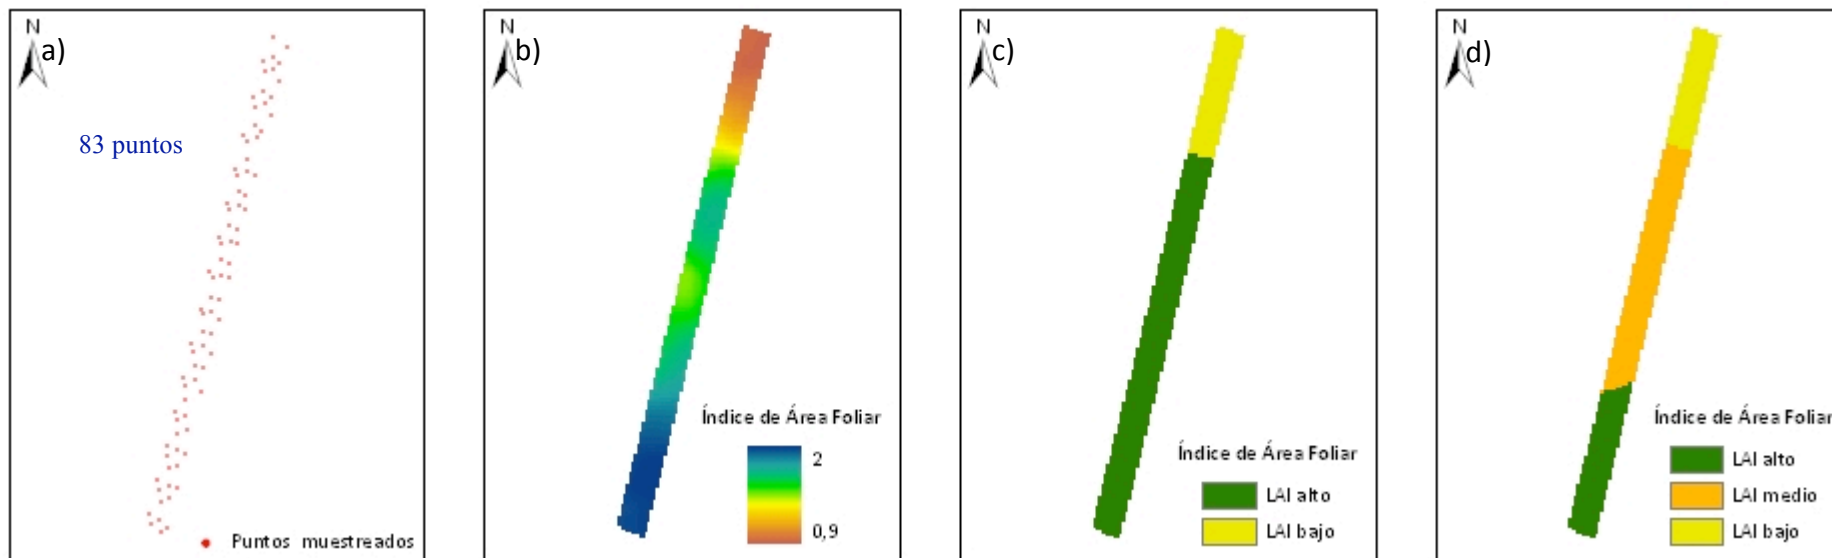 N
a)
83 puntos
Puntos muestreados
N
b)
Índice de Área Foliar
2
0,9
N
c)
Índice de Área Foliar
LAI alto
LAI bajo
N
d)
Índice de Área Foliar
LAI alto
LAI medio
LAI bajo